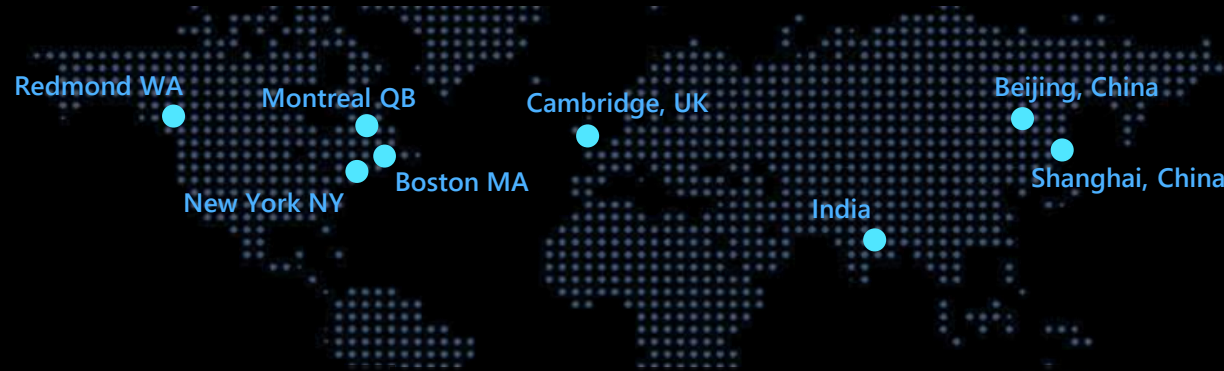 Redmond WA
Montreal QB
Cambridge, UK
Beijing, China
Boston MA
Shanghai, China
New York NY
India